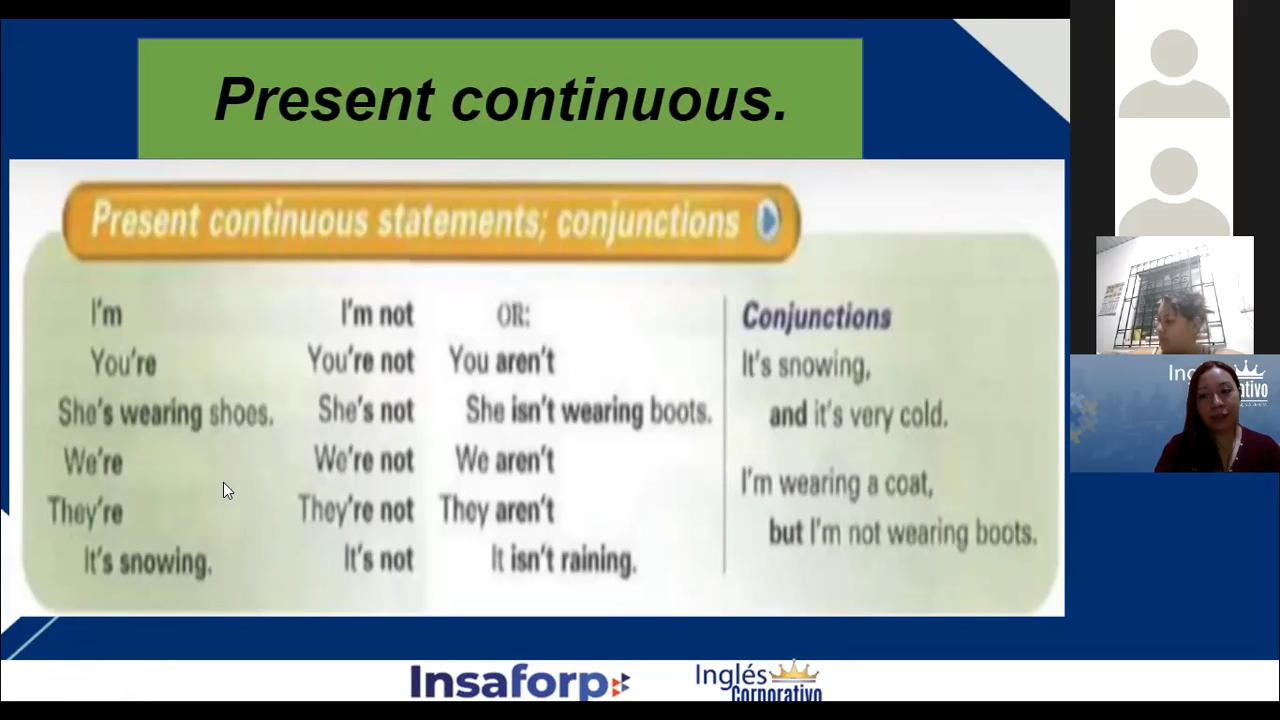 Present continuous.
Present continuous statements; conjunctions
I'm I'm not OR: Conjunctions
You're You're not You aren't It's snowing,
She's wearing shoes. She's not She isn't wearing boots. and it's very cold.
We're We're not We aren't I'm wearing a coat,
They're They're not They aren't but I'm not wearing boots.
It's snowing. It's not It isn't raining.
Insaforp
Inglés
Corporativo